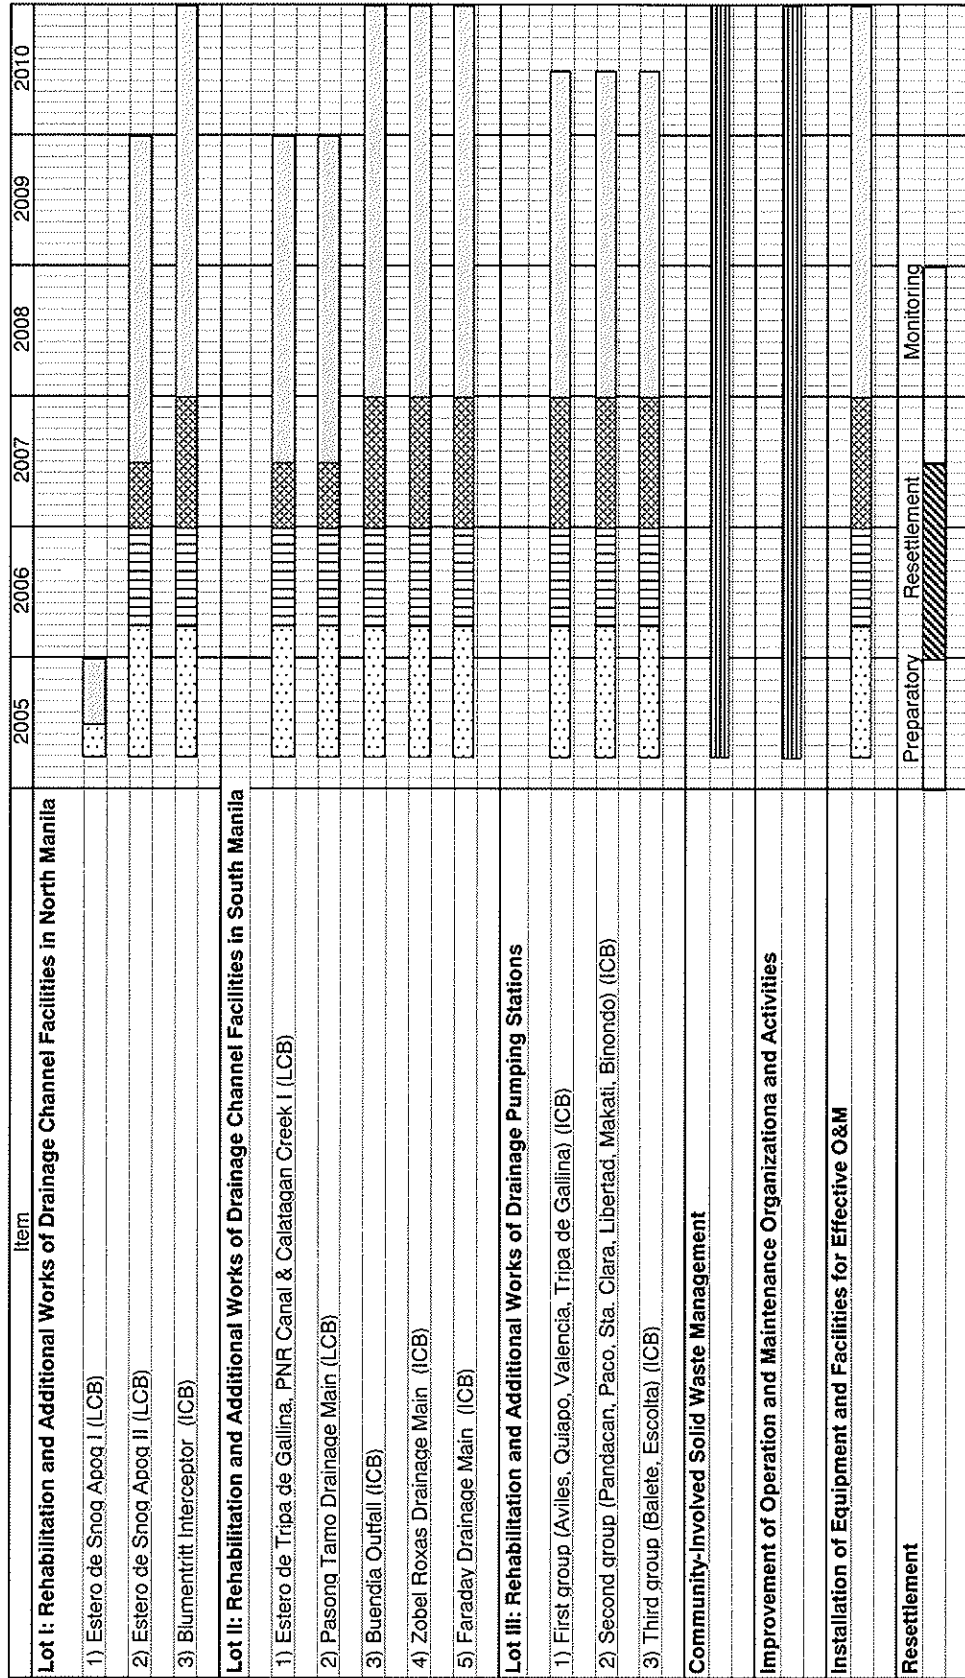 Item 2005 2006 2007 2008 2009 2010
Lot I: Rehabilitation and Additional Works of Drainage Channel Facilities in North Manila
1) Estero de Snog Apog I (LCB)
2) Estero de Snog Apog II (LCB)
3) Blumentritt Interceptor (ICB)
Lot II: Rehabilitation and Additional Works of Drainage Channel Facilities in South Manila
1) Estero de Tripa de Gallina, PNR Canal & Calatagan Creek I (LCB)
2) Pasong Tamo Drainage Main (LCB)
3) Buendia Outfall (ICB)
4) Zobel Roxas Drainage Main (ICB)
5) Faraday Drainage Main (ICB)
Lot III: Rehabilitation and Additional Works of Drainage Pumping Stations
1) First group (Aviles, Quiapo, Valencia, Tripa de Gallina) (ICB)
2) Second group (Pandacan, Paco, Sta. Clara, Libertad, Makati, Binondo) (ICB)
3) Third group (Balete, Escolta) (ICB)
Community-Involved Solid Waste Management
Improvement of Operation and Maintenance Organizationa and Activities
Installation of Equipment and Facilities for Effective O&M
Resettlement Preparatory Resettlement Monitoring